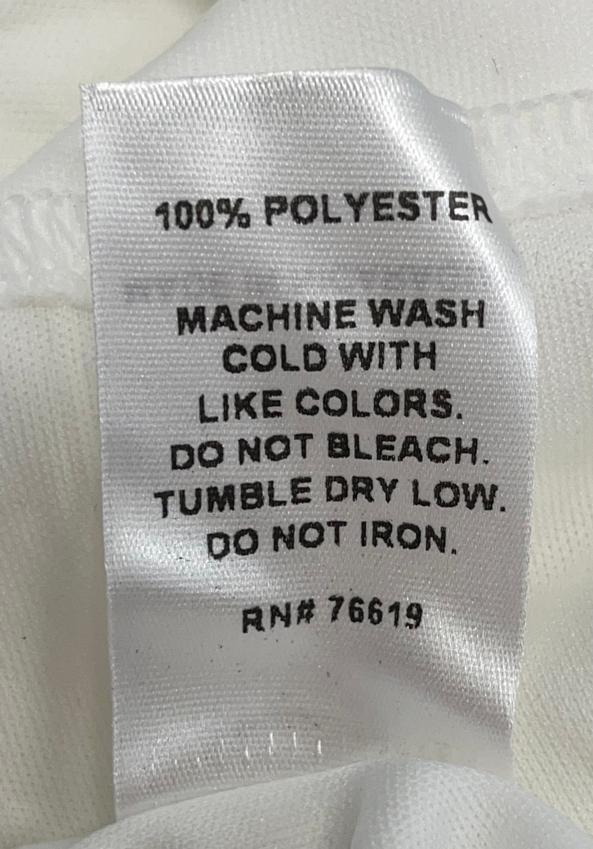 100% POLYESTER
MACHINE WASH
COLD WITH
LIKE COLORS.
DO NOT BLEACH.
TUMBLE DRY LOW.
DO NOT IRON.
RN# 76619